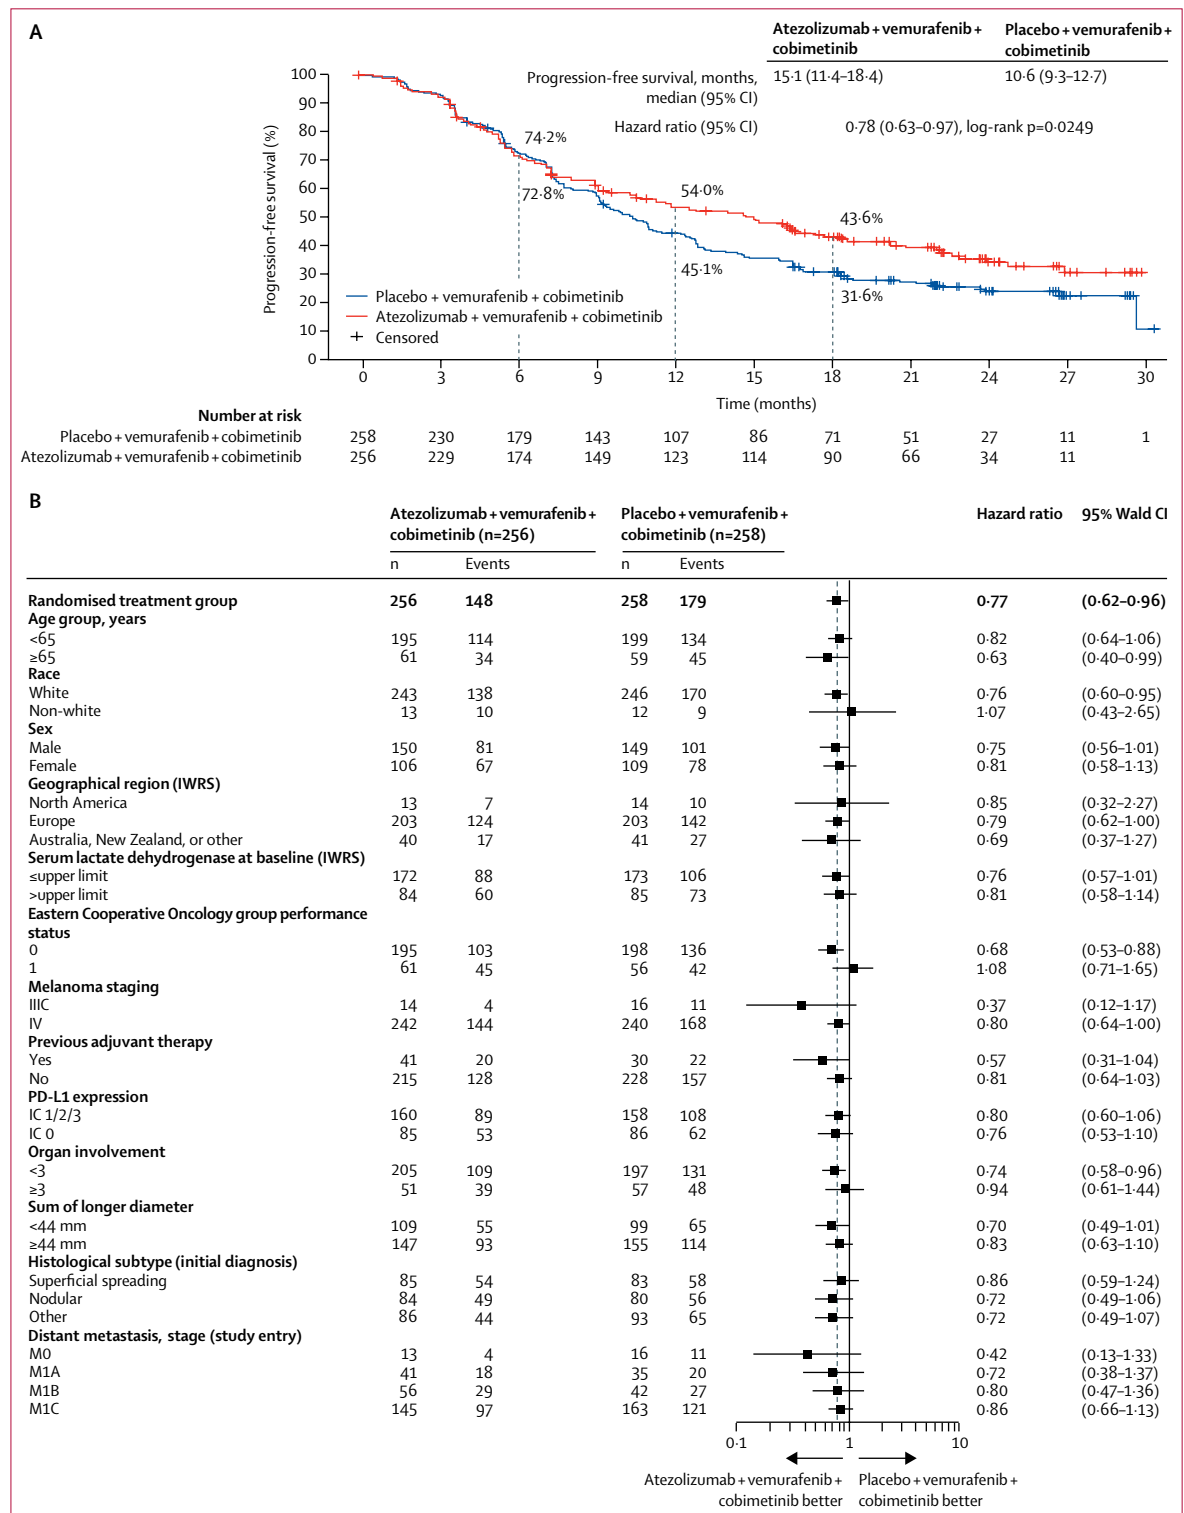 A
Atezolizumab + vemurafenib + cobimetinib
Placebo + vemurafenib + cobimetinib
Progression-free survival, months, median (95% CI)
15·1 (11·4–18·4)
10·6 (9·3–12·7)
Hazard ratio (95% CI)
0·78 (0·63–0·97), log-rank p=0·0249
Progression-free survival (%)
100
90
80
70
60
50
40
30
20
10
0
74·2%
72·8%
54·0%
45·1%
43·6%
31·6%
Placebo + vemurafenib + cobimetinib
Atezolizumab + vemurafenib + cobimetinib
Censored
0 3 6 9 12 15 18 21 24 27 30
Time (months)
Number at risk
Placebo + vemurafenib + cobimetinib 258 230 179 143 107 86 71 51 27 11 1
Atezolizumab + vemurafenib + cobimetinib 256 229 174 149 123 114 90 66 34 11
B
Atezolizumab + vemurafenib + cobimetinib (n=256)
Placebo + vemurafenib + cobimetinib (n=258)
Hazard ratio 95% Wald CI
n Events n Events
Randomised treatment group 256 148 258 179 0·77 (0·62–0·96)
Age group, years
<65 195 114 199 134 0·82 (0·64–1·06)
≥65 61 34 59 45 0·63 (0·40–0·99)
Race
White 243 138 246 170 0·76 (0·60–0·95)
Non-white 13 10 12 9 1·07 (0·43–2·65)
Sex
Male 150 81 149 101 0·75 (0·56–1·01)
Female 106 67 109 78 0·81 (0·58–1·13)
Geographical region (IWRS)
North America 13 7 14 10 0·85 (0·32–2·27)
Europe 203 124 203 142 0·79 (0·62–1·00)
Australia, New Zealand, or other 40 17 41 27 0·69 (0·37–1·27)
Serum lactate dehydrogenase at baseline (IWRS)
≤upper limit 172 88 173 106 0·76 (0·57–1·01)
>upper limit 84 60 85 73 0·81 (0·58–1·14)
Eastern Cooperative Oncology group performance
status
0 195 103 198 136 0·68 (0·53–0·88)
1 61 45 56 42 1·08 (0·71–1·65)
Melanoma staging
IIIC 14 4 16 11 0·37 (0·12–1·17)
IV 242 144 240 168 0·80 (0·64–1·00)
Previous adjuvant therapy
Yes 41 20 30 22 0·57 (0·31–1·04)
No 215 128 228 157 0·81 (0·64–1·03)
PD-L1 expression
IC 1/2/3 160 89 158 108 0·80 (0·60–1·06)
IC 0 85 53 86 62 0·76 (0·53–1·10)
Organ involvement
<3 205 109 197 131 0·74 (0·58–0·96)
≥3 51 39 57 48 0·94 (0·61–1·44)
Sum of longer diameter
<44 mm 109 55 99 65 0·70 (0·49–1·01)
≥44 mm 147 93 155 114 0·83 (0·63–1·10)
Histological subtype (initial diagnosis)
Superficial spreading 85 54 83 58 0·86 (0·59–1·24)
Nodular 84 49 80 56 0·72 (0·49–1·06)
Other 86 44 93 65 0·72 (0·49–1·07)
Distant metastasis, stage (study entry)
M0 13 4 16 11 0·42 (0·13–1·33)
M1A 41 18 35 20 0·72 (0·38–1·37)
M1B 56 29 42 27 0·80 (0·47–1·36)
M1C 145 97 163 121 0·86 (0·66–1·13)
0·1 1 10
Atezolizumab + vemurafenib + cobimetinib better
Placebo + vemurafenib + cobimetinib better